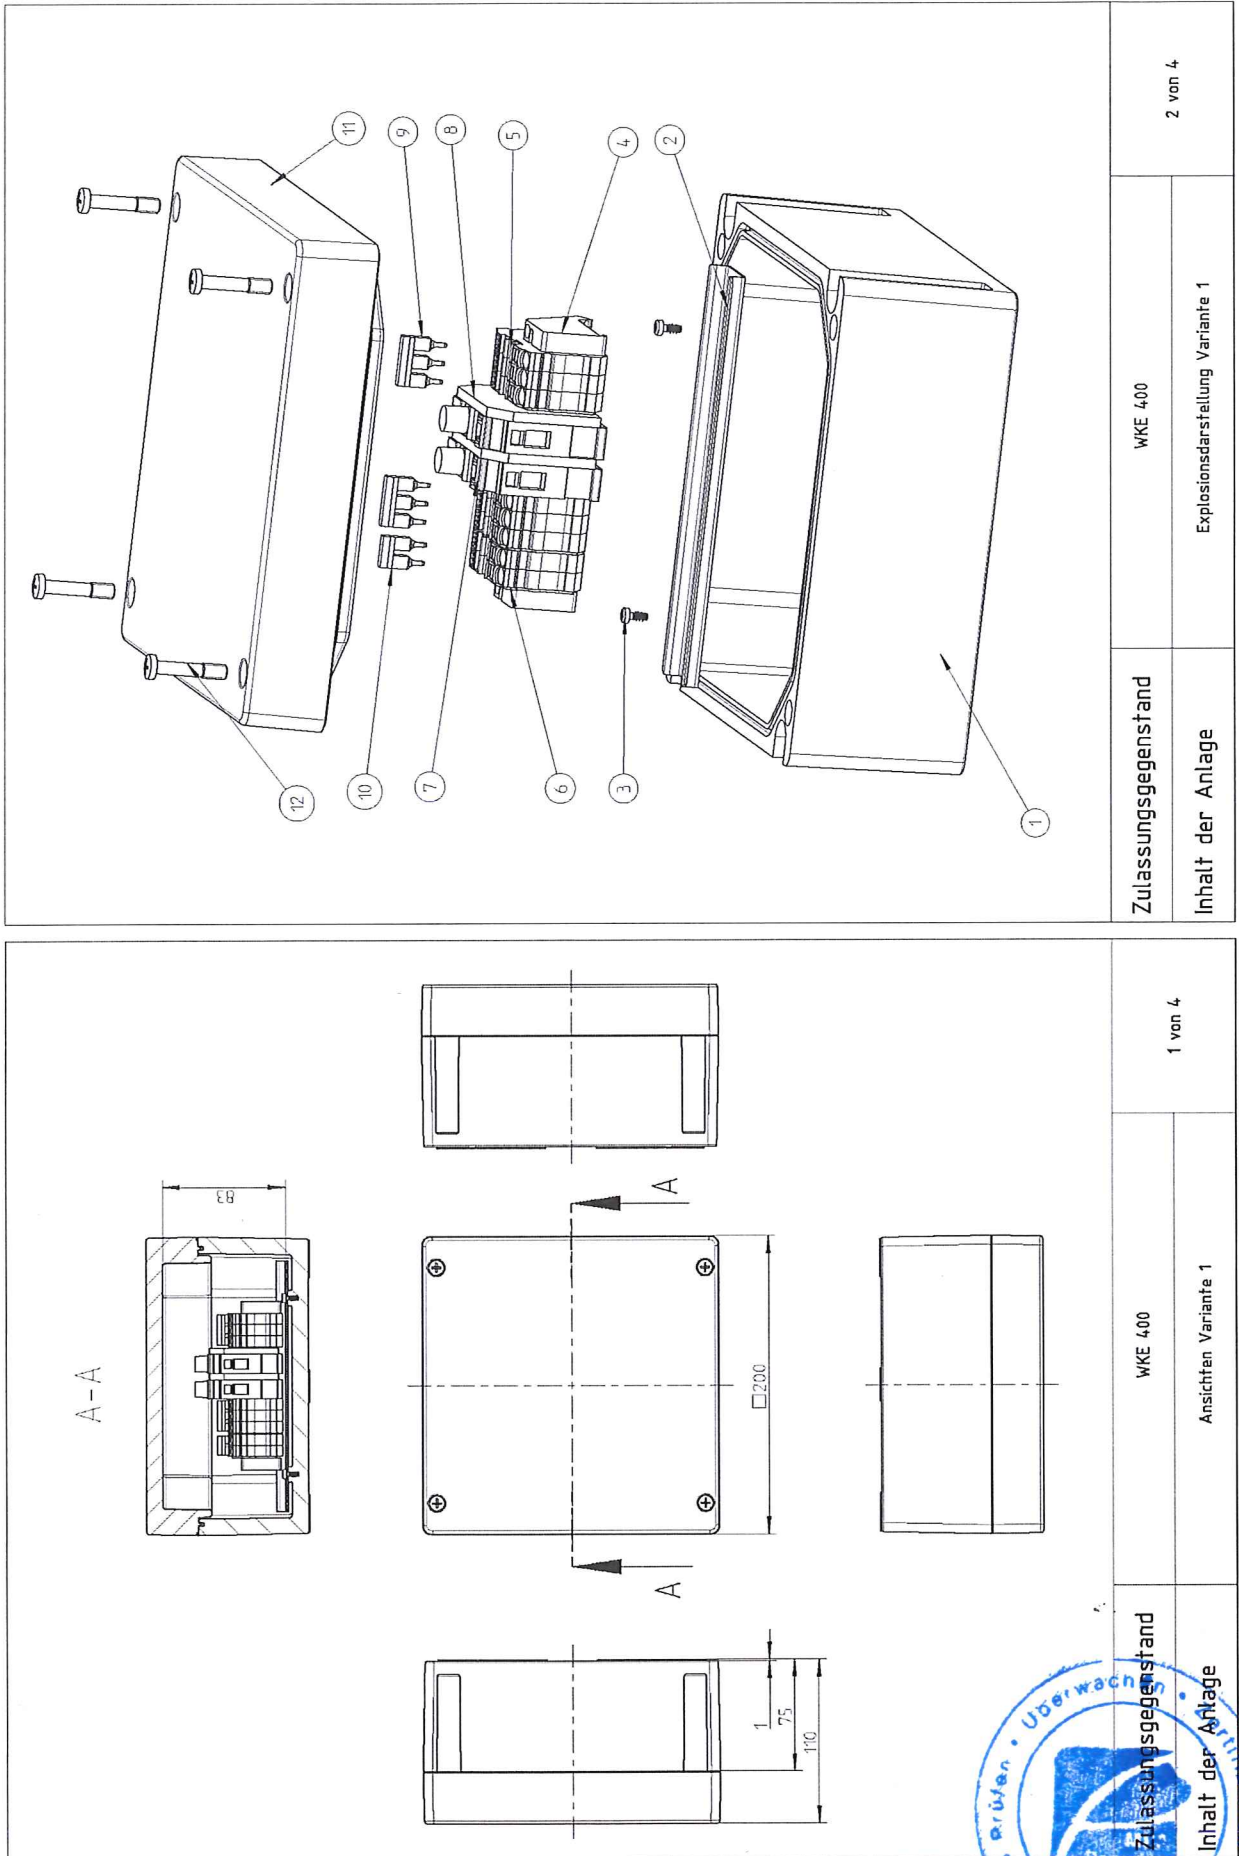 A-A
83
A
A
□200
1
75
110
Zulassungsgegenstand
WKE 400
1 von 4
Inhalt der Anlage
Ansichten Variante 1
Prüfen • Überwachen •
12
10
7
6
3
1
11
9
8
5
4
2
Zulassungsgegenstand
WKE 400
2 von 4
Inhalt der Anlage
Explosionsdarstellung Variante 1